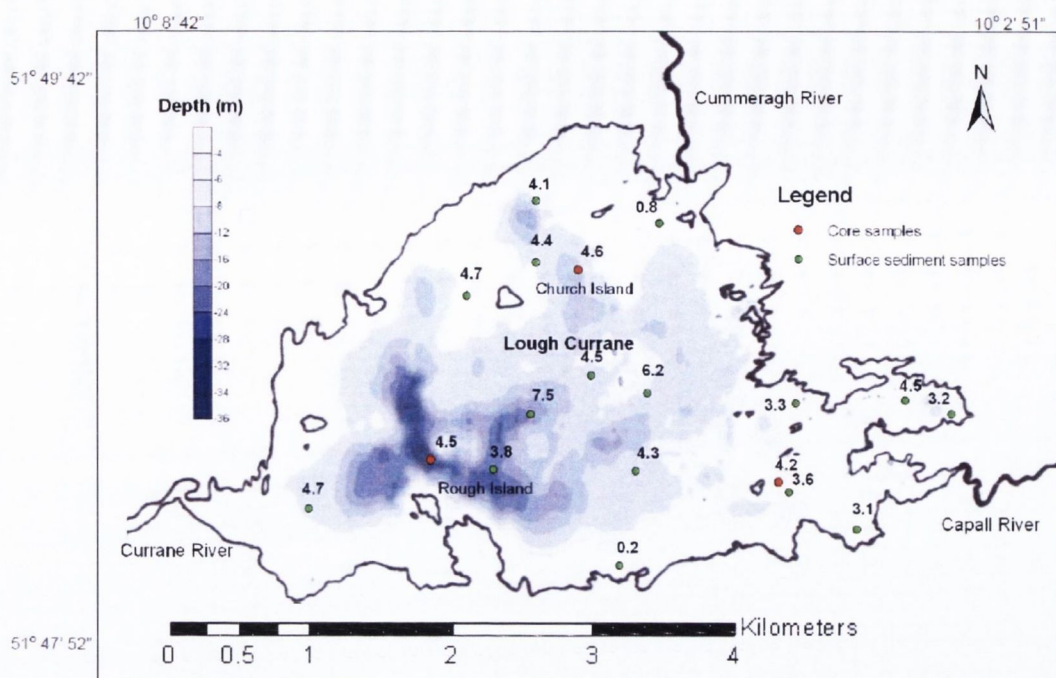 10° 8' 42"
10° 2' 51"
51° 49' 42"
N
Cummeragh River
Depth (m)
-4
-6
-8
-12
-16
-20
-24
-28
-32
-34
36
Legend
Core samples
Surface sediment samples
4.1
0.8
4.4
4.6
4.7
Church Island
Lough Currane
4.5
6.2
7.5
3.3
4.5
3.2
4.5
3.8
4.3
4.2
3.6
Rough Island
4.7
3.1
Capall River
Currane River
0.2
51° 47' 52"
Kilometers
0 0.5 1 2 3 4